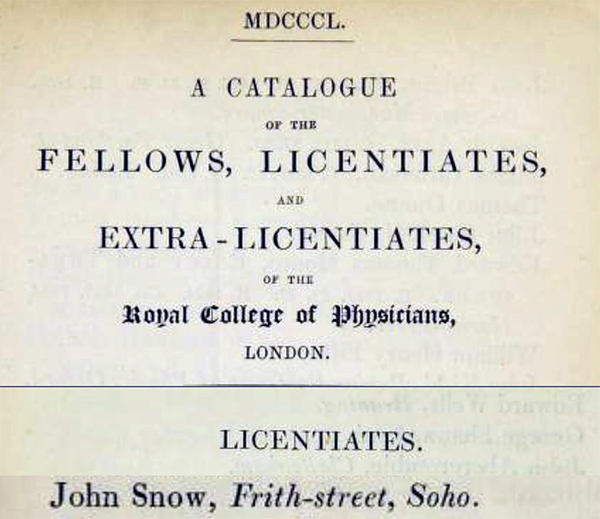 MDCCCL.
A CATALOGUE
OF THE
FELLOWS, LICENTIATES,
AND
EXTRA-LICENTIATES,
OF THE
Royal College of Physicians,
LONDON.
LICENTIATES.
John Snow, Frith-street, Soho.